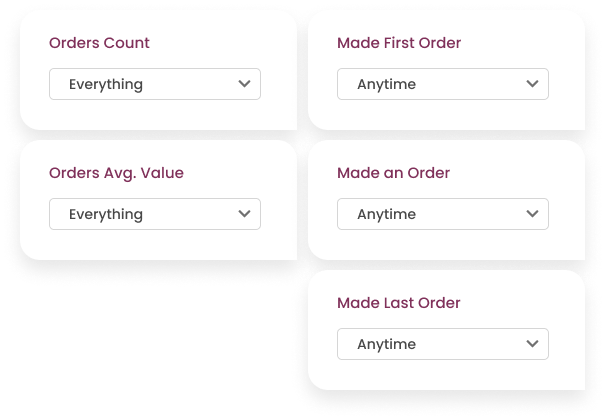 Orders Count
Everything
Made First Order
Anytime
Orders Avg. Value
Everything
Made an Order
Anytime
Made Last Order
Anytime